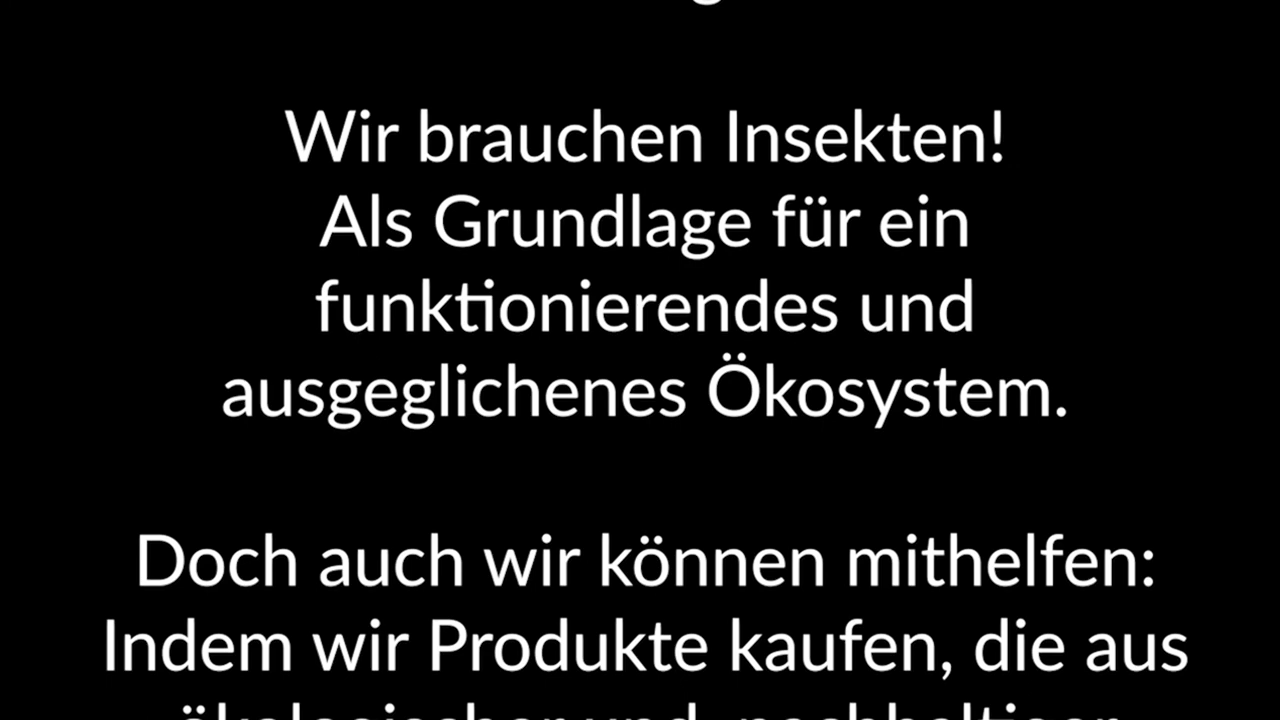 Wir brauchen Insekten!
Als Grundlage für ein
funktionierendes und
ausgeglichenes Ökosystem.
Doch auch wir können mithelfen:
Indem wir Produkte kaufen, die aus